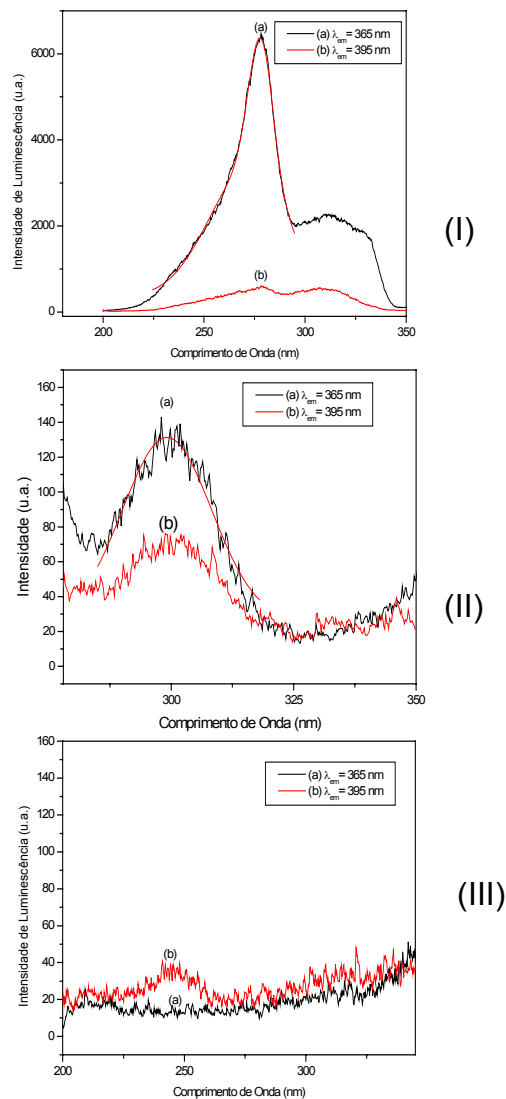 Intensidade de Luminescência (u.a.)
6000
4000
2000
0
(a)
(b)
(a) λem= 365 nm
(b) λem= 395 nm
200 250 300 350
Comprimento de Onda (nm)
(I)
Intensidade (u.a.)
160
140
120
100
80
60
40
20
0
(a)
(b)
(a) λem= 365 nm
(b) λem= 395 nm
300 325 350
Comprimento de Onda (nm)
(II)
Intensidade de Luminescência (u.a.)
160
140
120
100
80
60
40
20
0
(b)
(a)
(a) λem= 365 nm
(b) λem= 395 nm
200 250 300
Comprimento de Onda (nm)
(III)